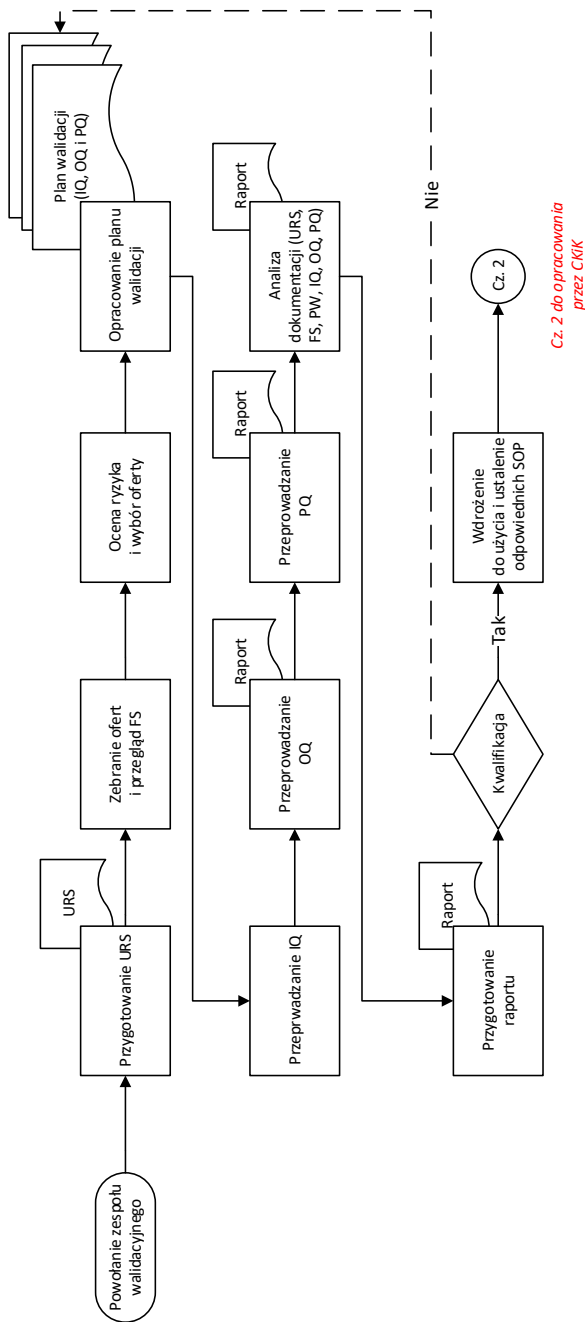 Powołanie zespołu
walidacyjnego
URS
Przygotowanie URS
Zebranie ofert
i przegląd FS
Ocena ryzyka
i wybór oferty
Plan walidacji
(IQ, OQ i PQ)
Opracowanie planu
walidacji
Przeprwadzanie IQ
Raport
Przeprowadzanie
OQ
Raport
Przeprowadzanie
PQ
Raport
Analiza
dokumentacji (URS,
FS, PW, IQ, OQ, PQ)
Raport
Przygotowanie
raportu
Kwalifikacja
Nie
Tak
Wdrożenie
do użycia i ustalenie
odpowiednich SOP
Cz. 2
Cz. 2 do opracowania
przez CKiK